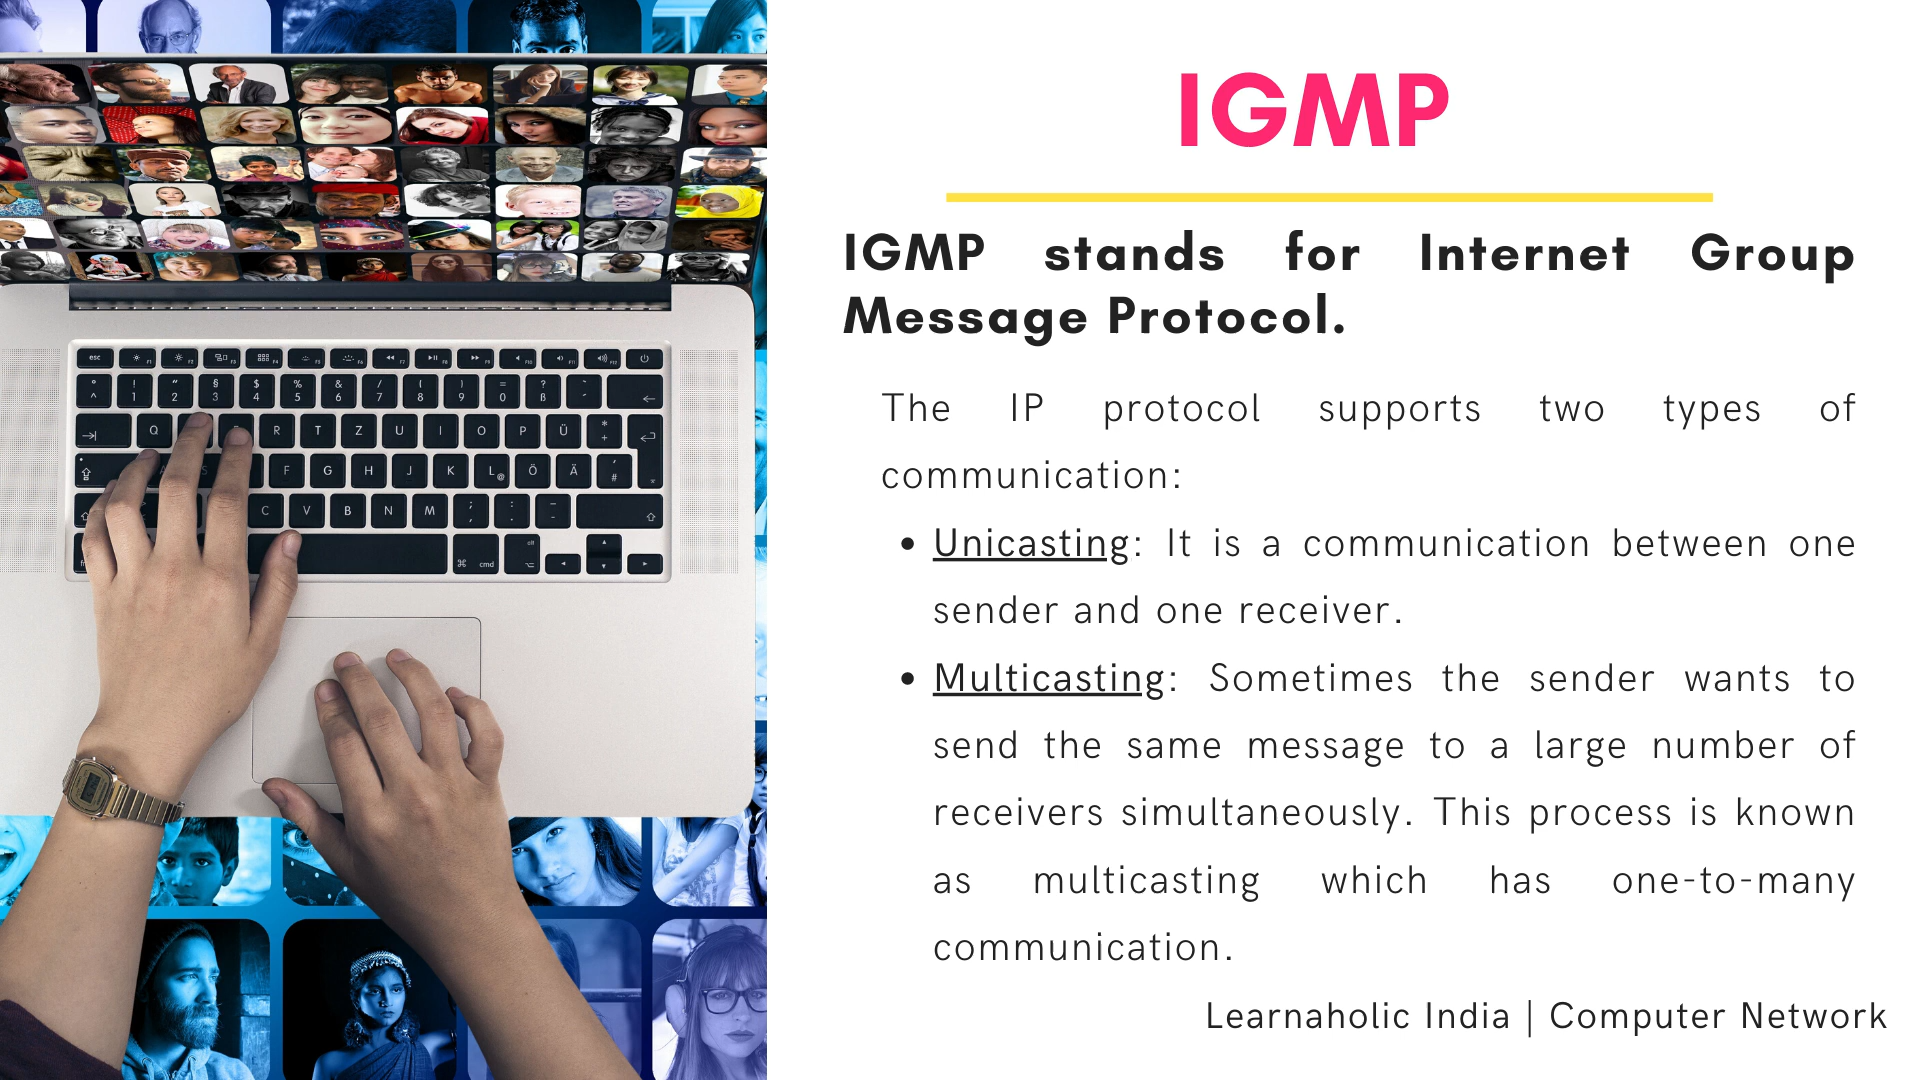 IGMP
IGMP stands for Internet Group
Message Protocol.
The IP protocol supports two types of
communication:
• Unicasting: It is a communication between one
sender and one receiver.
• Multicasting: Sometimes the sender wants to
send the same message to a large number of
receivers simultaneously. This process is known
as multicasting which has one-to-many
communication.
Learnaholic India | Computer Network